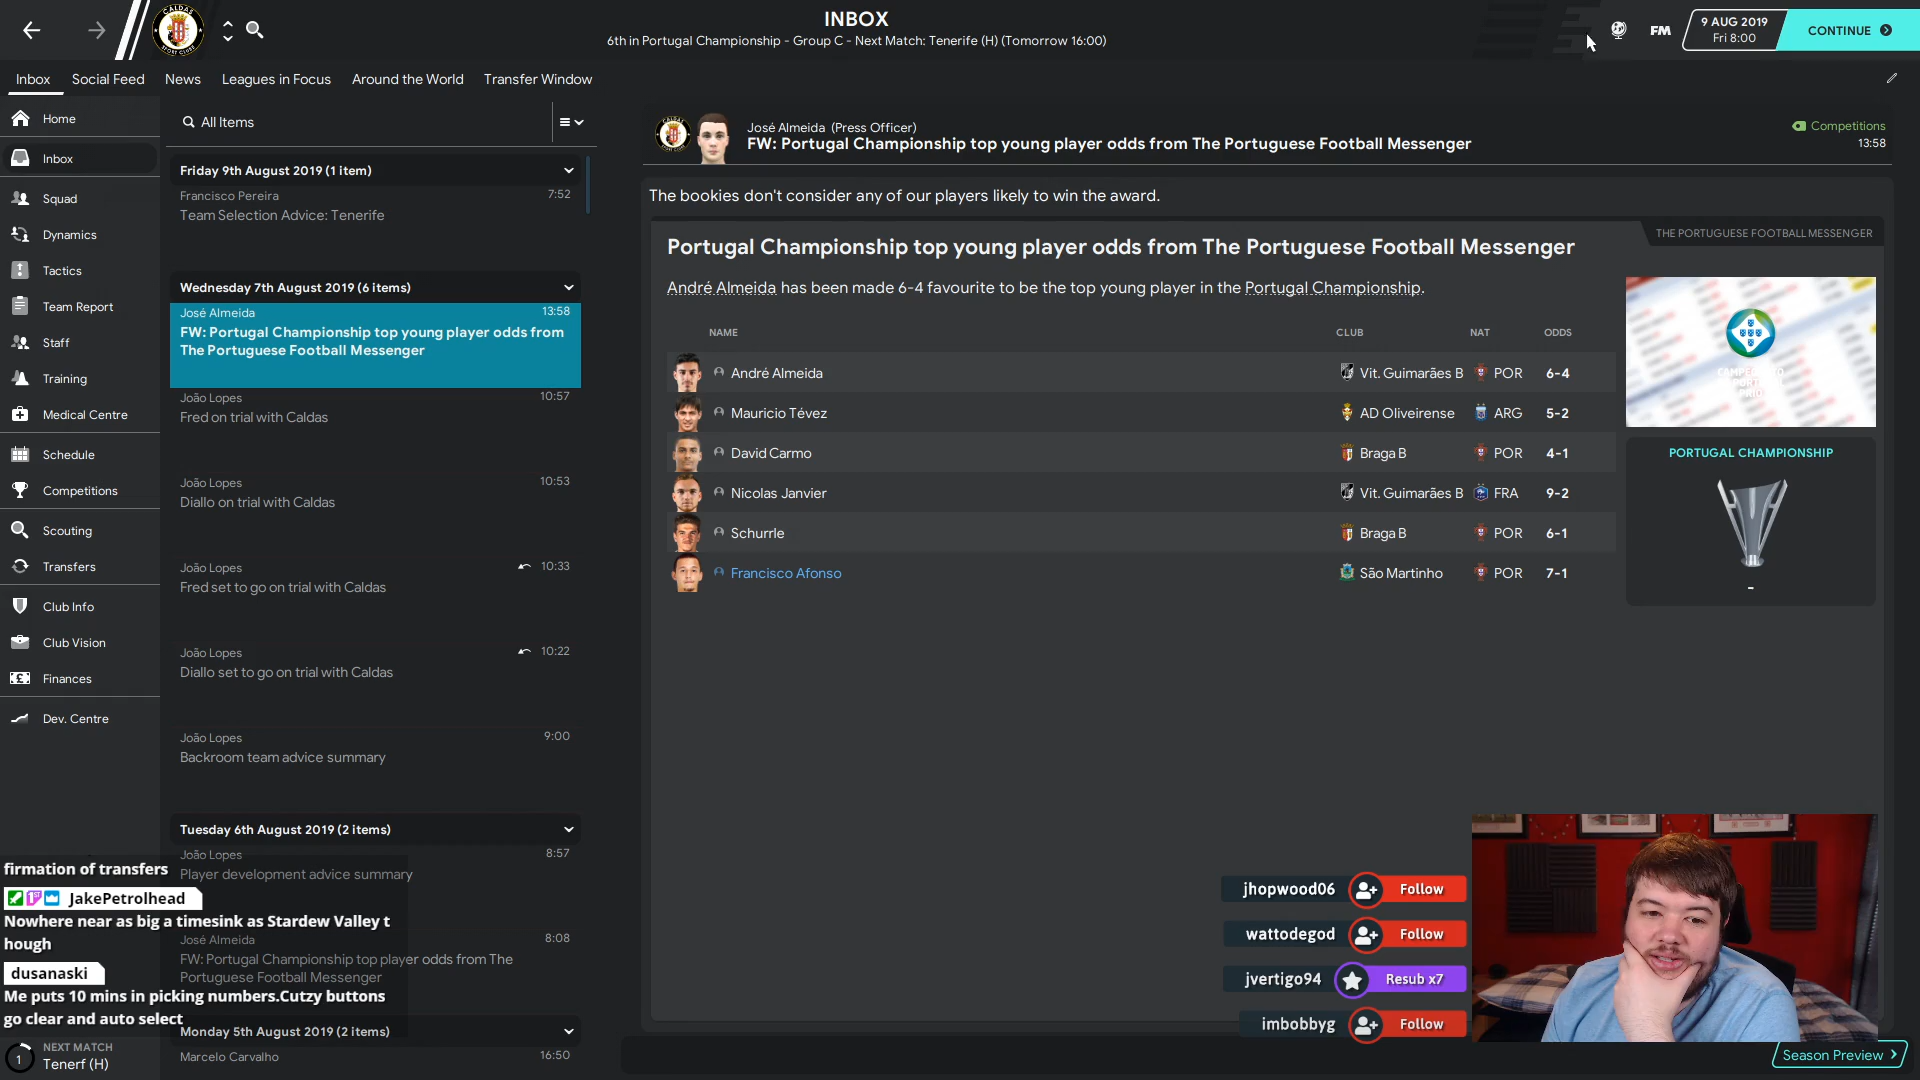 INBOX
6th in Portugal Championship - Group C - Next Match: Tenerife (H) (Tomorrow 16:00)
FM
9 AUG 2019
Fri 8:00
CONTINUE
Inbox
Social Feed
News
Leagues in Focus
Around the World
Transfer Window
Home
Inbox
Squad
Dynamics
Tactics
Team Report
Staff
Training
Medical Centre
Schedule
Competitions
Scouting
Transfers
Club Info
Club Vision
Finances
Dev. Centre
All Items
Friday 9th August 2019 (1 item)
Francisco Pereira 7:52
Team Selection Advice: Tenerife
Wednesday 7th August 2019 (6 items)
José Almeida 13:58
FW: Portugal Championship top young player odds from
The Portuguese Football Messenger
João Lopes 10:57
Fred on trial with Caldas
João Lopes 10:53
Diallo on trial with Caldas
João Lopes 10:33
Fred set to go on trial with Caldas
João Lopes 10:22
Diallo set to go on trial with Caldas
João Lopes 9:00
Backroom team advice summary
Tuesday 6th August 2019 (2 items)
João Lopes 8:57
Player development advice summary
José Almeida 8:08
FW: Portugal Championship top player odds from The
Portuguese Football Messenger
Monday 5th August 2019 (2 items)
Marcelo Carvalho 16:50
José Almeida (Press Officer)
FW: Portugal Championship top young player odds from The Portuguese Football Messenger
Competitions
13:58
The bookies don't consider any of our players likely to win the award.
THE PORTUGUESE FOOTBALL MESSENGER
Portugal Championship top young player odds from The Portuguese Football Messenger
André Almeida has been made 6-4 favourite to be the top young player in the Portugal Championship.
NAME CLUB NAT ODDS
André Almeida Vit. Guimarães B POR 6-4
Mauricio Tévez AD Oliveirense ARG 5-2
David Carmo Braga B POR 4-1
Nicolas Janvier Vit. Guimarães B FRA 9-2
Schurrle Braga B POR 6-1
Francisco Afonso São Martinho POR 7-1
PORTUGAL CHAMPIONSHIP
-
firmation of transfers
JakePetrolhead
Nowhere near as big a timesink as Stardew Valley t
hough
dusanaski
Me puts 10 mins in picking numbers.Cutzy buttons
go clear and auto select
1
NEXT MATCH
Tenerf (H)
jhopwood06 Follow
wattodegod Follow
jvertigo94 Resub x7
imbobbyg Follow
Season Preview